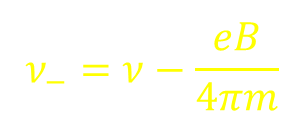 ν₋ = ν − eB/4πm